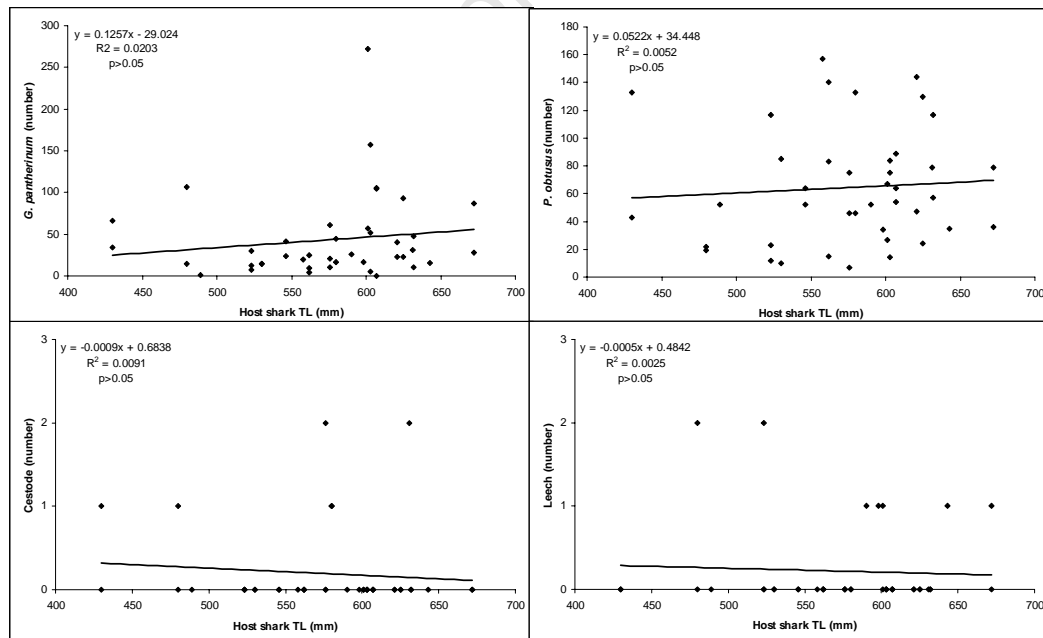 y = 0.1257x - 29.024
R2 = 0.0203
p>0.05
300
250
200
150
100
50
0
G. pantherinum (number)
400 450 500 550 600 650 700
Host shark TL (mm)
y = 0.0522x + 34.448
R² = 0.0052
p>0.05
180
160
140
120
100
80
60
40
20
0
P. obtusus (number)
400 450 500 550 600 650 700
Host shark TL (mm)
y = -0.0009x + 0.6838
R² = 0.0091
p>0.05
3
2
1
0
Cestode (number)
400 450 500 550 600 650 700
Host shark TL (mm)
y = -0.0005x + 0.4842
R² = 0.0025
p>0.05
3
2
1
0
Leech (number)
400 450 500 550 600 650 700
Host shark TL (mm)